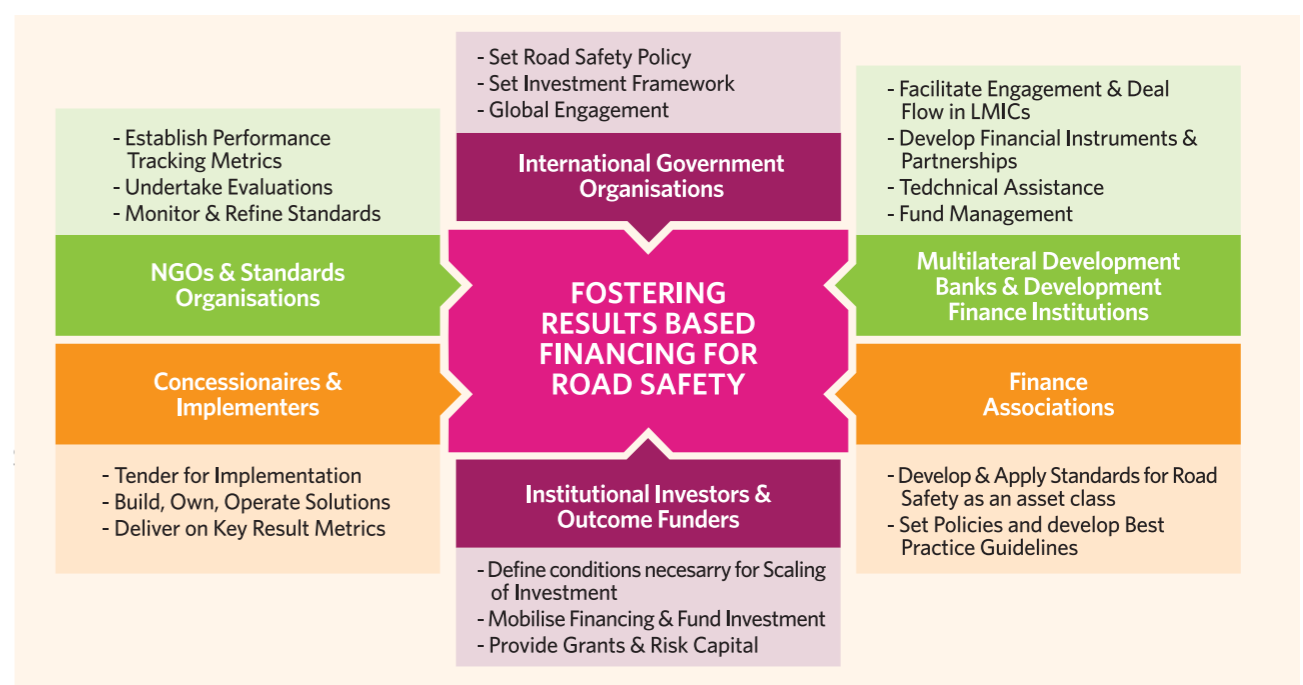 - Set Road Safety Policy
- Set Investment Framework
- Global Engagement
International Government
Organisations
- Establish Performance
Tracking Metrics
- Undertake Evaluations
- Monitor & Refine Standards
NGOs & Standards
Organisations
- Facilitate Engagement & Deal
Flow in LMICs
- Develop Financial Instruments &
Partnerships
- Tedchnical Assistance
- Fund Management
Multilateral Development
Banks & Development
Finance Institutions
FOSTERING
RESULTS BASED
FINANCING FOR
ROAD SAFETY
Concessionaires &
Implementers
- Tender for Implementation
- Build, Own, Operate Solutions
- Deliver on Key Result Metrics
Finance
Associations
- Develop & Apply Standards for Road
Safety as an asset class
- Set Policies and develop Best
Practice Guidelines
Institutional Investors &
Outcome Funders
- Define conditions necesarry for Scaling
of Investment
- Mobilise Financing & Fund Investment
- Provide Grants & Risk Capital